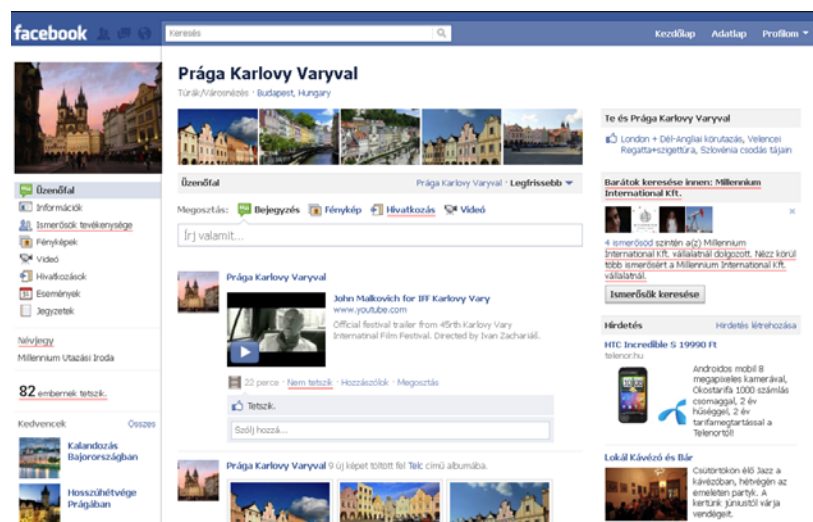 facebook
Keresés
Kezdőlap Adatlap Profilom
Prága Karlovy Varyval
Túrák/Városnézés · Budapest, Hungary
Üzenőfal
Információk
Ismerősök tevékenysége
Fényképek
Videó
Hivatkozások
Események
Jegyzetek
Névjegy
Millennium Utazási Iroda
82 embernek tetszik.
Kedvencek Összes
Kalandozás
Bajorországban
Hosszúhétvége
Prágában
Üzenőfal Prága Karlovy Varyval · Legfrissebb
Megosztás: Bejegyzés Fénykép Hivatkozás Videó
Írj valamit...
Prága Karlovy Varyval
John Malkovich for IFF Karlovy Vary
www.youtube.com
Official festival trailer from 45rth Karlovy Vary
Internatinal Film Festival. Directed by Ivan Zachariáš.
22 perce · Nem tetszik · Hozzászólok · Megosztás
Tetszik.
Szólj hozzá...
Prága Karlovy Varyval 9 új képet töltött fel Telc című albumába.
Te és Prága Karlovy Varyval
London + Dél-Angliai körutazás, Velencei
Regatta+szigettúra, Szlovénia csodás tájain
Barátok keresése innen: Millennium
International Kft.
4 ismerősöd szintén a(z) Millennium
International Kft. vállalatnál dolgozott. Nézz körül
több ismerősért a Millennium International Kft.
vállalatnál.
Ismerősök keresése
Hirdetés Hirdetés létrehozása
HTC Incredible S 19990 Ft
telenor.hu
Androidos mobil 8
megapixeles kamerával,
Okostarifa 1000 számlás
csomaggal, 2 év
hűséggel, 2 év
tarifamegtartással a
Telenortól!
Lokál Kávézó és Bár
Csütörtökön élő Jazz a
kávézóban, hétvégén az
emeleten partyk. A
kertünk júniustól várja
vendégeit.